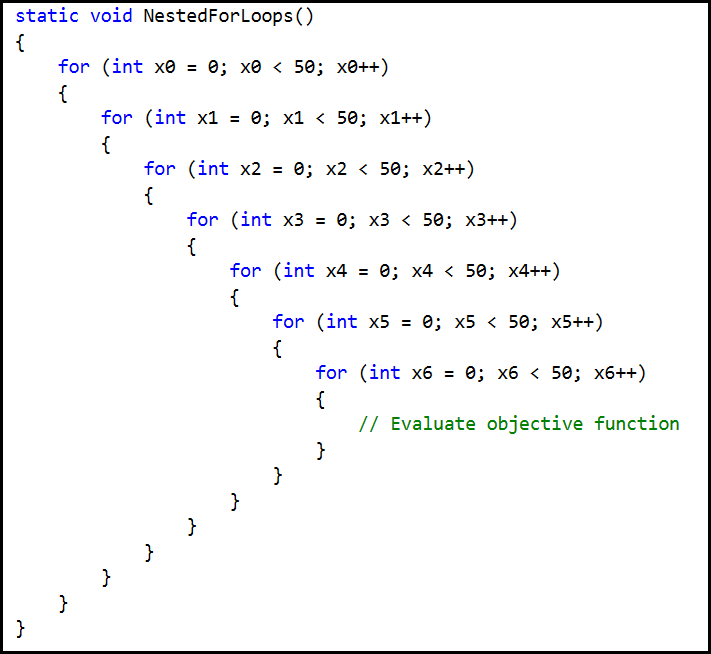 static void NestedForLoops()
{
    for (int x0 = 0; x0 < 50; x0++)
    {
        for (int x1 = 0; x1 < 50; x1++)
        {
            for (int x2 = 0; x2 < 50; x2++)
            {
                for (int x3 = 0; x3 < 50; x3++)
                {
                    for (int x4 = 0; x4 < 50; x4++)
                    {
                        for (int x5 = 0; x5 < 50; x5++)
                        {
                            for (int x6 = 0; x6 < 50; x6++)
                            {
                                // Evaluate objective function
                            }
                        }
                    }
                }
            }
        }
    }
}